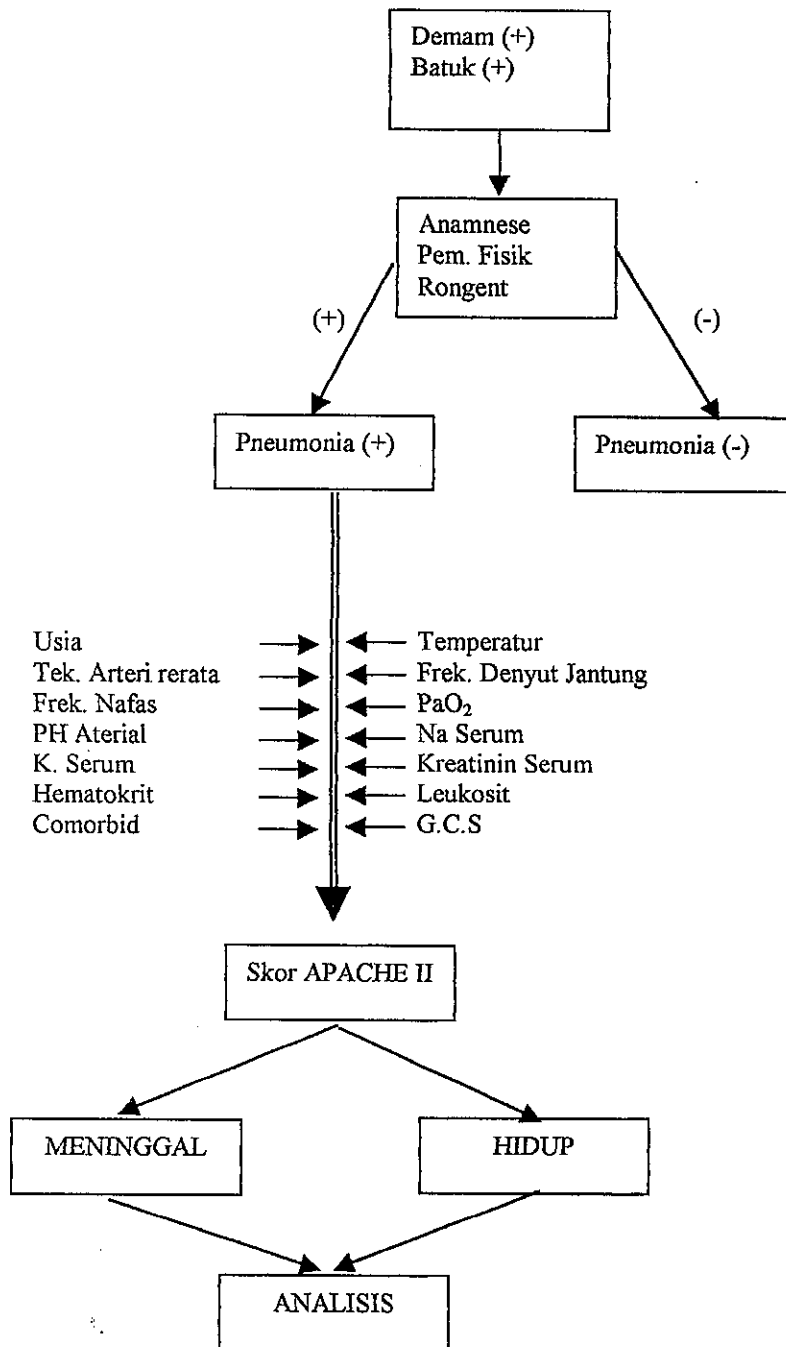 Demam (+)
Batuk (+)
Anamnese
Pem. Fisik
Rongent
(+)
(-)
Pneumonia (+)
Pneumonia (-)
Usia
Temperatur
Tek. Arteri rerata
Frek. Denyut Jantung
Frek. Nafas
PaO₂
PH Aterial
Na Serum
K. Serum
Kreatinin Serum
Hematokrit
Leukosit
Comorbid
G.C.S
Skor APACHE II
MENINGGAL
HIDUP
ANALISIS